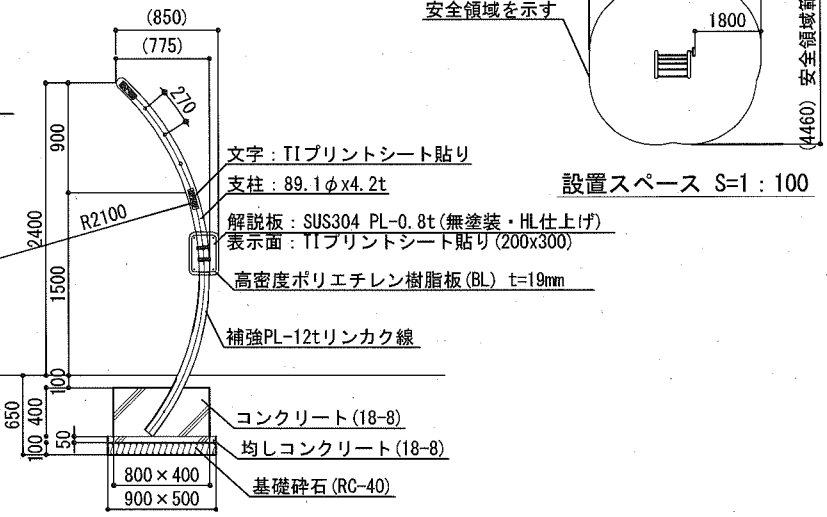 (850)
(775)
270
900
2400
R2100
1500
100
650
400
100
50
800×400
900×500
文字：TIプリントシート貼り
支柱：89.1φx4.2t
解説板：SUS304 PL-0.8t(無塗装・HL仕上げ)
表示面：TIプリントシート貼り(200x300)
高密度ポリエチレン樹脂板(BL) t=19mm
補強PL-12tリンカク線
コンクリート(18-8)
均しコンクリート(18-8)
基礎砕石(RC-40)
安全領域を示す
1800
(4460) 安全領域範
設置スペース S=1：100